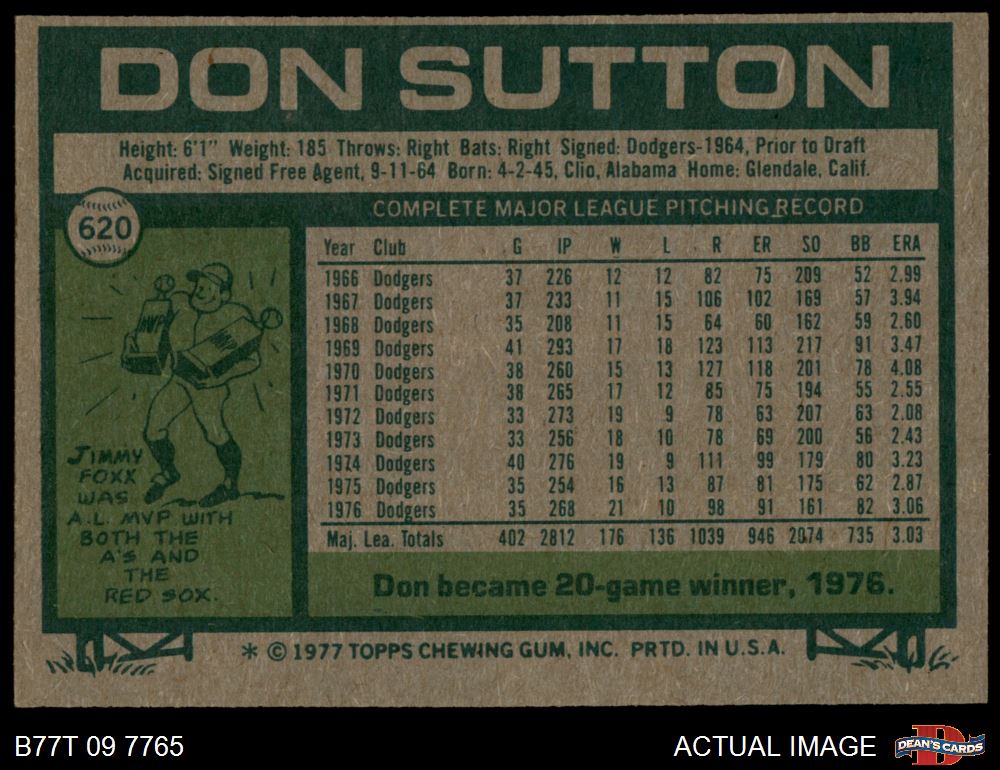 DON SUTTON
Height: 6'1" Weight: 185 Throws: Right Bats: Right Signed: Dodgers-1964, Prior to Draft
Acquired: Signed Free Agent, 9-11-64 Born: 4-2-45, Clio, Alabama Home: Glendale, Calif.
620
COMPLETE MAJOR LEAGUE PITCHING RECORD
Year Club G IP W L R ER SO BB ERA
1966 Dodgers 37 226 12 12 82 75 209 52 2.99
1967 Dodgers 37 233 11 15 106 102 169 57 3.94
1968 Dodgers 35 208 11 15 64 60 162 59 2.60
1969 Dodgers 41 293 17 18 123 113 217 91 3.47
1970 Dodgers 38 260 15 13 127 118 201 78 4.08
1971 Dodgers 38 265 17 12 85 75 194 55 2.55
1972 Dodgers 33 273 19 9 78 63 207 63 2.08
1973 Dodgers 33 256 18 10 78 69 200 56 2.43
1974 Dodgers 40 276 19 9 111 99 179 80 3.23
1975 Dodgers 35 254 16 13 87 81 175 62 2.87
1976 Dodgers 35 268 21 10 98 91 161 82 3.06
Maj. Lea. Totals 402 2812 176 136 1039 946 2074 735 3.03
Don became 20-game winner, 1976.
MVP
MVP
JIMMY
FOXX
WAS
A.L. MVP WITH
BOTH THE
A'S AND
THE
RED SOX.
* © 1977 TOPPS CHEWING GUM, INC. PRTD. IN U.S.A.
B77T 09 7765
ACTUAL IMAGE
D
DEAN'S CARDS